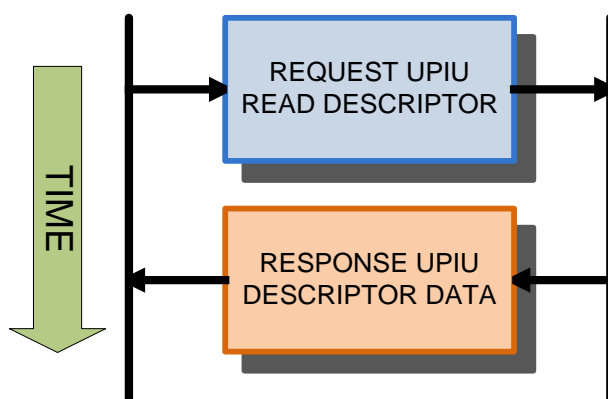 REQUEST UPIU
READ DESCRIPTOR
TIME
RESPONSE UPIU
DESCRIPTOR DATA